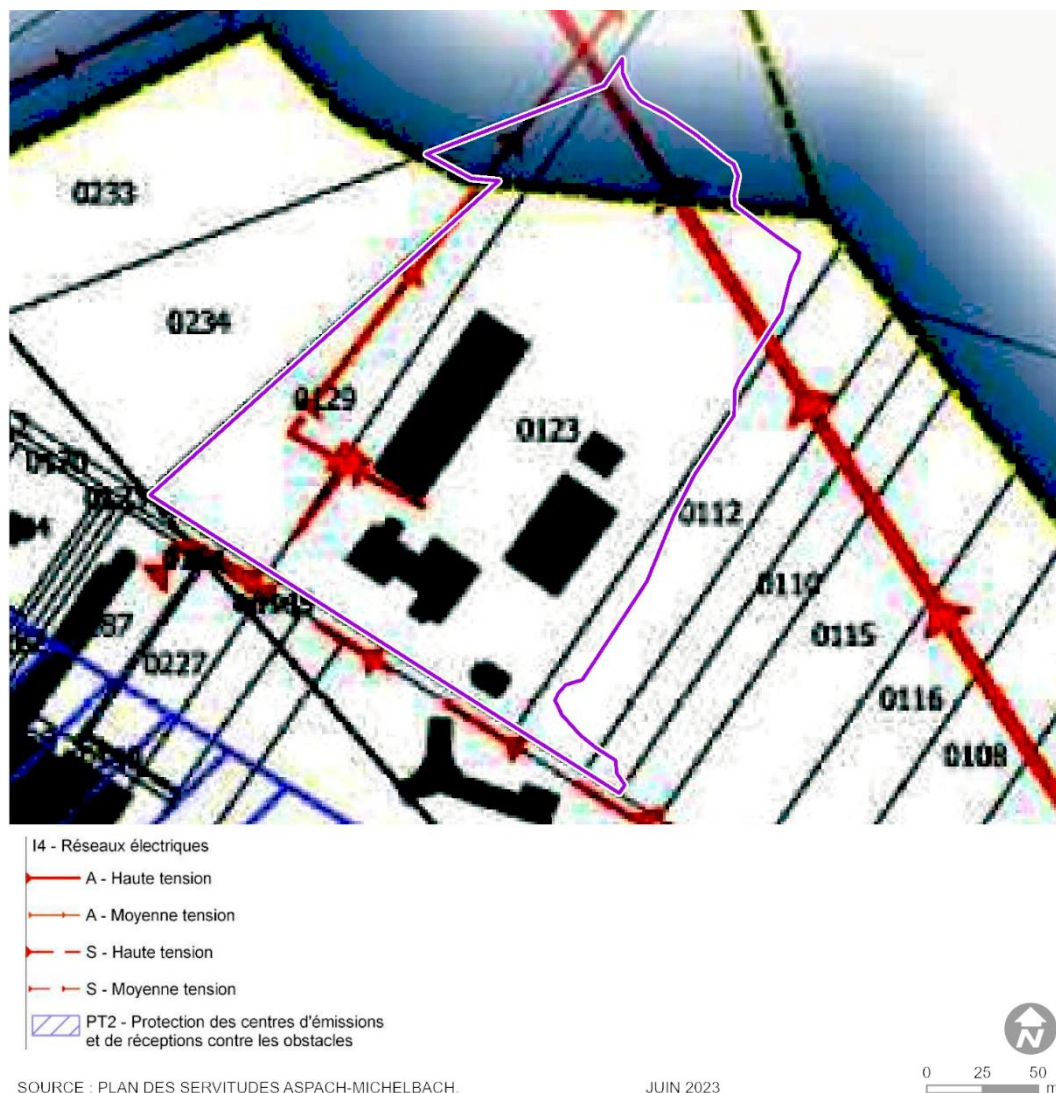 0233
0234
0129
0123
0112
0227
0115
0116
0108
I4 - Réseaux électriques
A - Haute tension
A - Moyenne tension
S - Haute tension
S - Moyenne tension
PT2 - Protection des centres d'émissions
et de réceptions contre les obstacles
N
0 25 50
m
SOURCE : PLAN DES SERVITUDES ASPACH-MICHELBACH. JUIN 2023